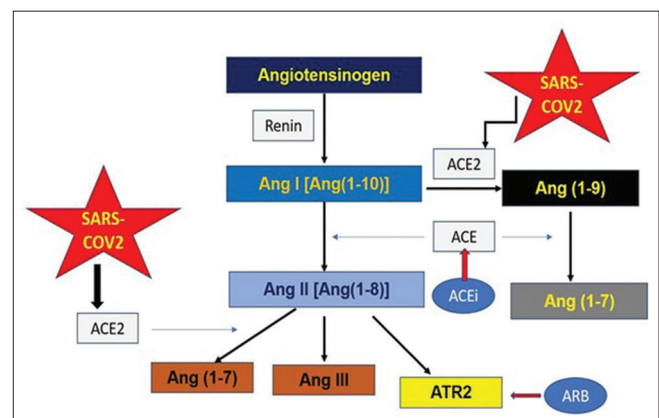 Angiotensinogen
SARS-
COV2
Renin
ACE2
Ang I [Ang(1-10)]
Ang (1-9)
SARS-
COV2
ACE
Ang II [Ang(1-8)]
ACEi
Ang (1-7)
ACE2
Ang (1-7)
Ang III
ATR2
ARB